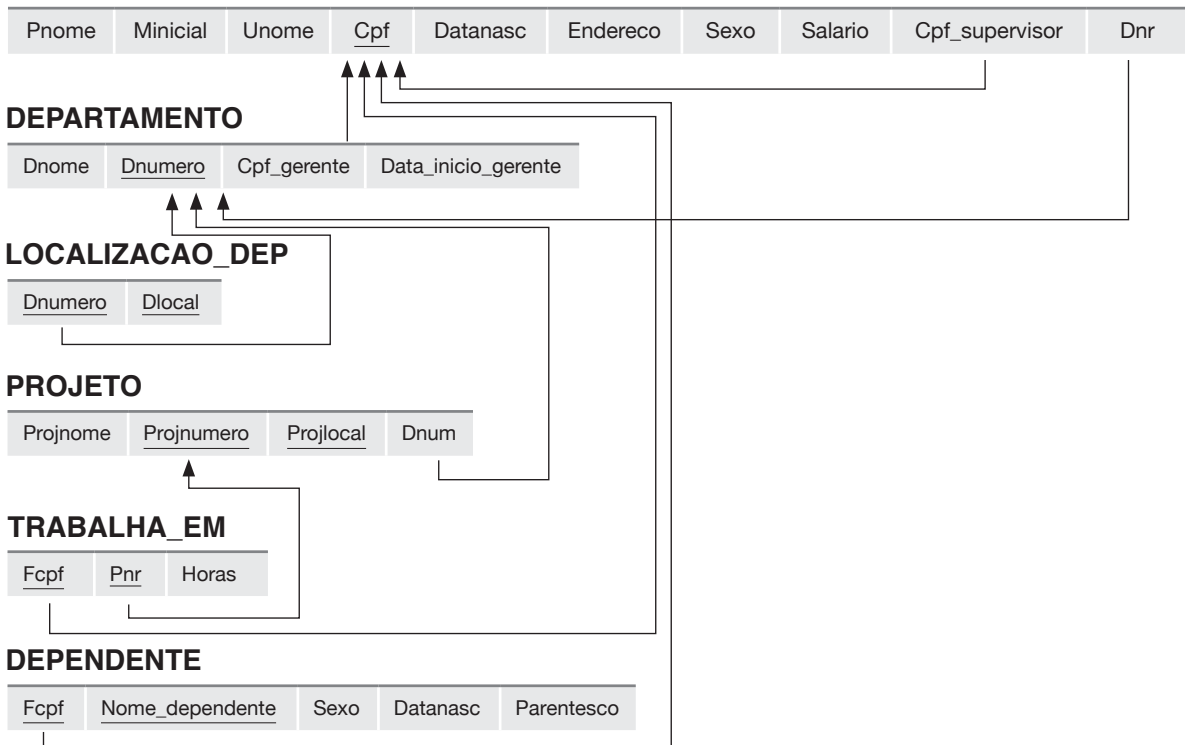 Pnome Minicial Unome Cpf Datanasc Endereco Sexo Salario Cpf_supervisor Dnr
DEPARTAMENTO
Dnome Dnumero Cpf_gerente Data_inicio_gerente
LOCALIZACAO_DEP
Dnumero Dlocal
PROJETO
Projnome Projnumero Projlocal Dnum
TRABALHA_EM
Fcpf Pnr Horas
DEPENDENTE
Fcpf Nome_dependente Sexo Datanasc Parentesco